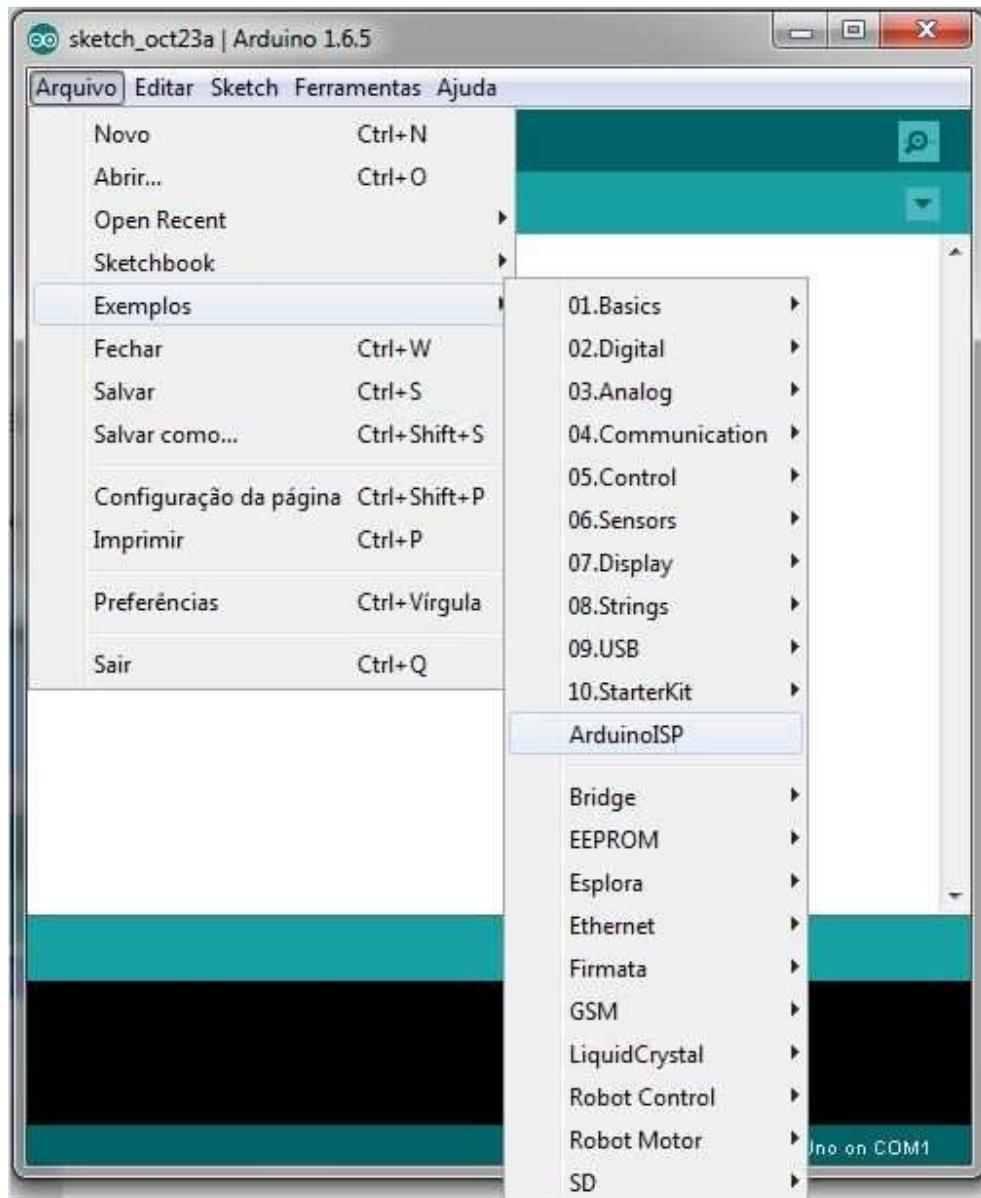 sketch_oct23a | Arduino 1.6.5
Arquivo Editar Sketch Ferramentas Ajuda
Novo Ctrl+N
Abrir... Ctrl+O
Open Recent
Sketchbook
Exemplos
Fechar Ctrl+W
Salvar Ctrl+S
Salvar como... Ctrl+Shift+S
Configuração da página Ctrl+Shift+P
Imprimir Ctrl+P
Preferências Ctrl+Vírgula
Sair Ctrl+Q
01.Basics
02.Digital
03.Analog
04.Communication
05.Control
06.Sensors
07.Display
08.Strings
09.USB
10.StarterKit
ArduinoISP
Bridge
EEPROM
Esplora
Ethernet
Firmata
GSM
LiquidCrystal
Robot Control
Robot Motor
SD
on COM1